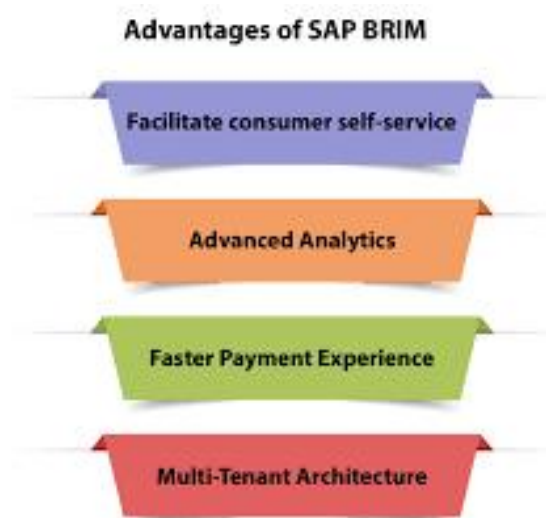 Advantages of SAP BRIM
Facilitate consumer self-service
Advanced Analytics
Faster Payment Experience
Multi-Tenant Architecture